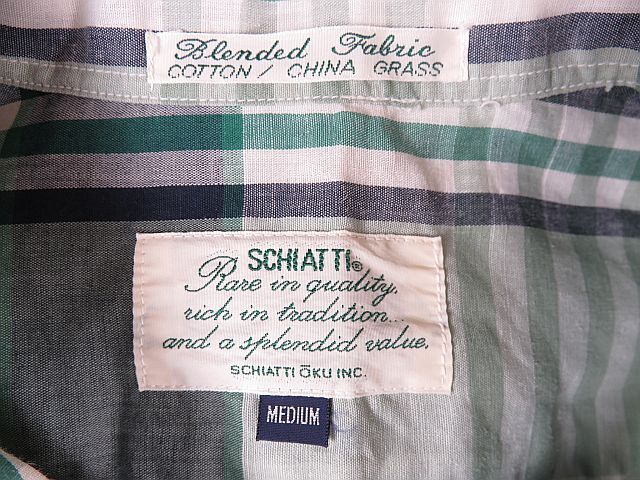 Blended Fabric
COTTON / CHINA GRASS
SCHIATTI®
Rare in quality,
rich in tradition...
and a splendid value.
SCHIATTI ŌKU INC.
MEDIUM